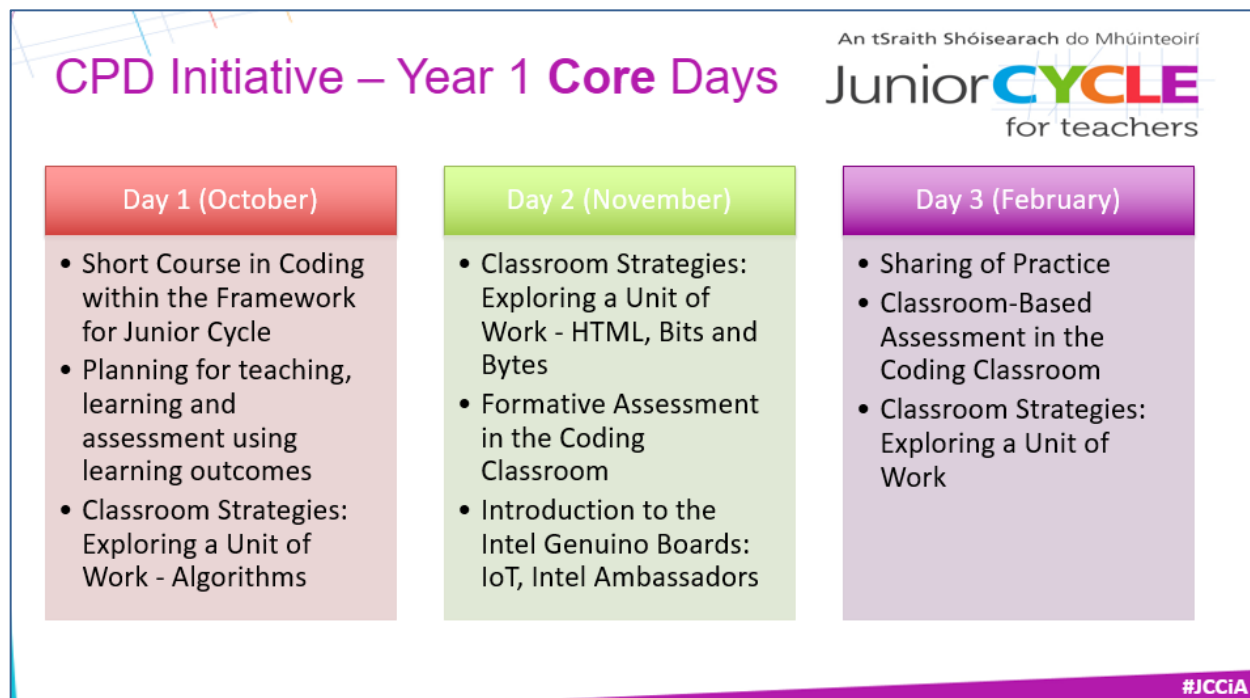 CPD Initiative – Year 1 Core Days
An tSraith Shóisearach do Mhúinteoirí
JuniorCYCLE
for teachers
Day 1 (October)
• Short Course in Coding
within the Framework
for Junior Cycle
• Planning for teaching,
learning and
assessment using
learning outcomes
• Classroom Strategies:
Exploring a Unit of
Work - Algorithms
Day 2 (November)
• Classroom Strategies:
Exploring a Unit of
Work - HTML, Bits and
Bytes
• Formative Assessment
in the Coding
Classroom
• Introduction to the
Intel Genuino Boards:
IoT, Intel Ambassadors
Day 3 (February)
• Sharing of Practice
• Classroom-Based
Assessment in the
Coding Classroom
• Classroom Strategies:
Exploring a Unit of
Work
#JCCiA